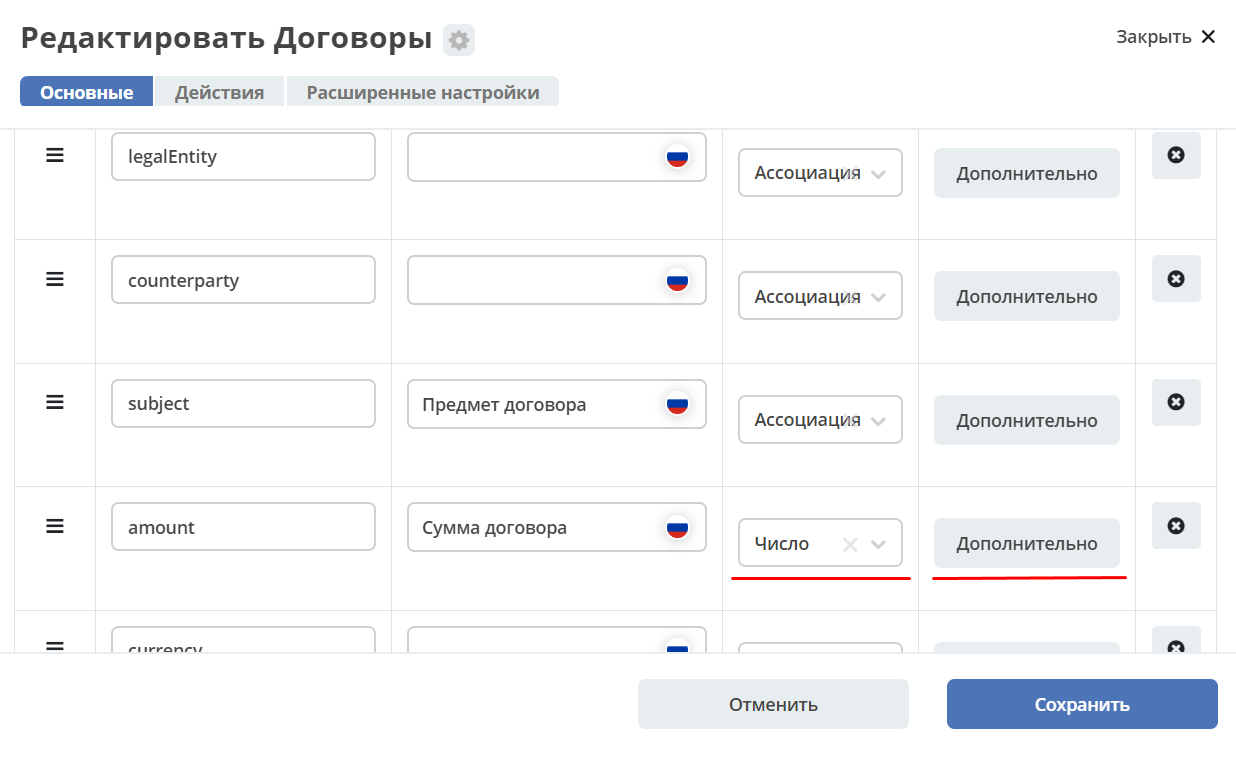 Редактировать Договоры
Закрыть
Основные Действия Расширенные настройки
legalEntity Ассоциация Дополнительно
counterparty Ассоциация Дополнительно
subject Предмет договора Ассоциация Дополнительно
amount Сумма договора Число Дополнительно
currency
Отменить Сохранить